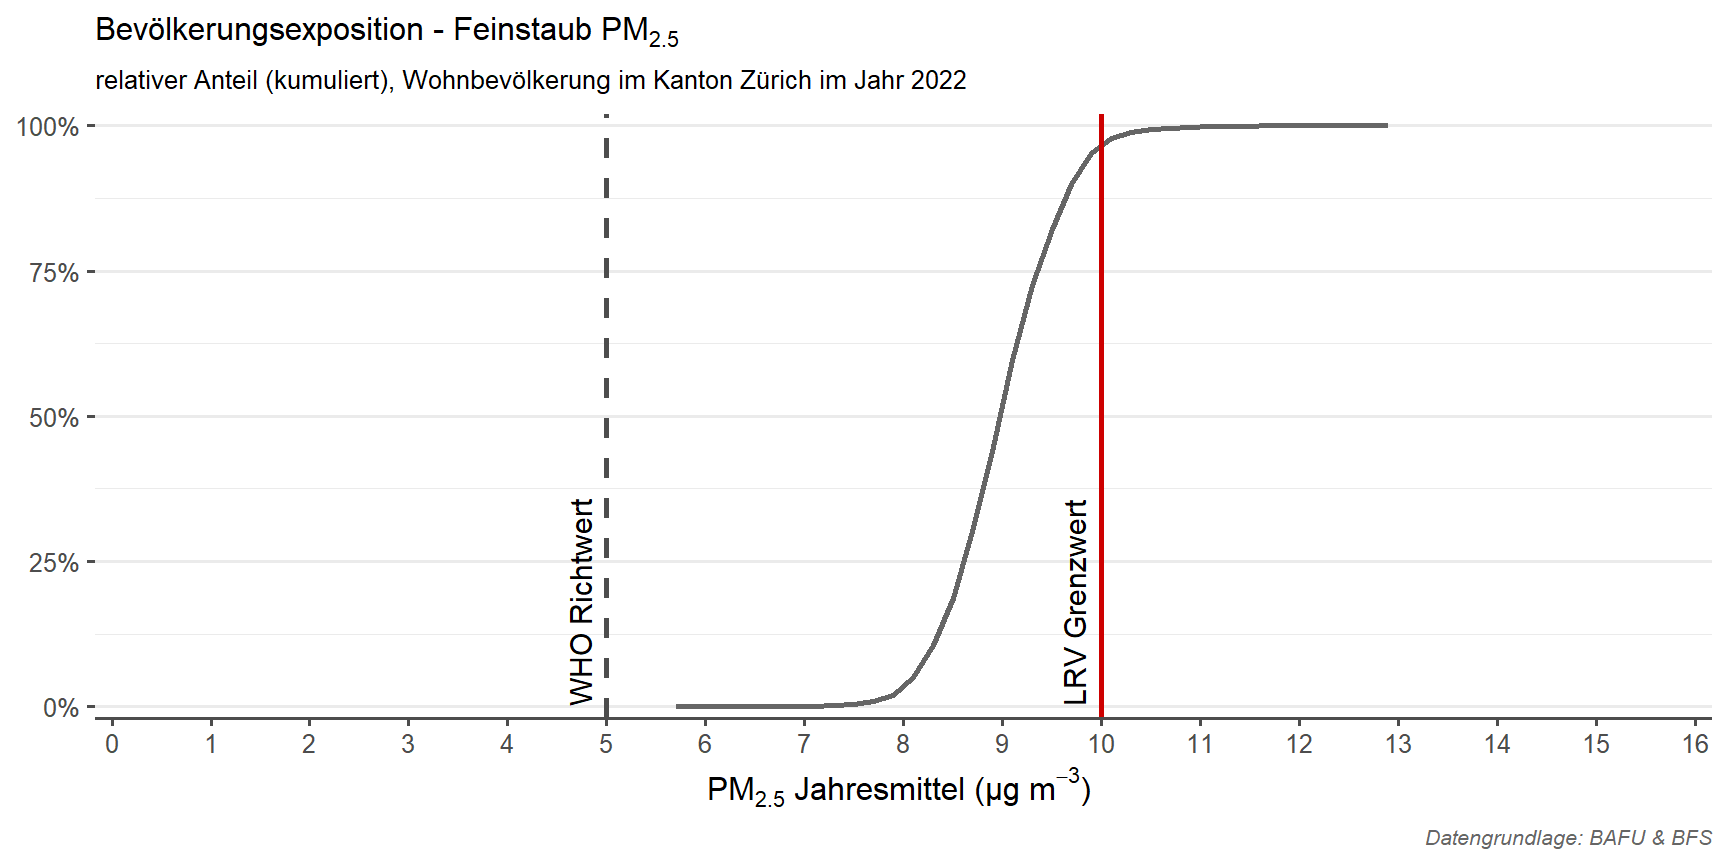 Bevölkerungsexposition - Feinstaub PM₂.₅
relativer Anteil (kumuliert), Wohnbevölkerung im Kanton Zürich im Jahr 2022
100%
75%
50%
25%
0%
WHO Richtwert
LRV Grenzwert
0 1 2 3 4 5 6 7 8 9 10 11 12 13 14 15 16
PM₂.₅ Jahresmittel (µg m⁻³)
Datengrundlage: BAFU & BFS